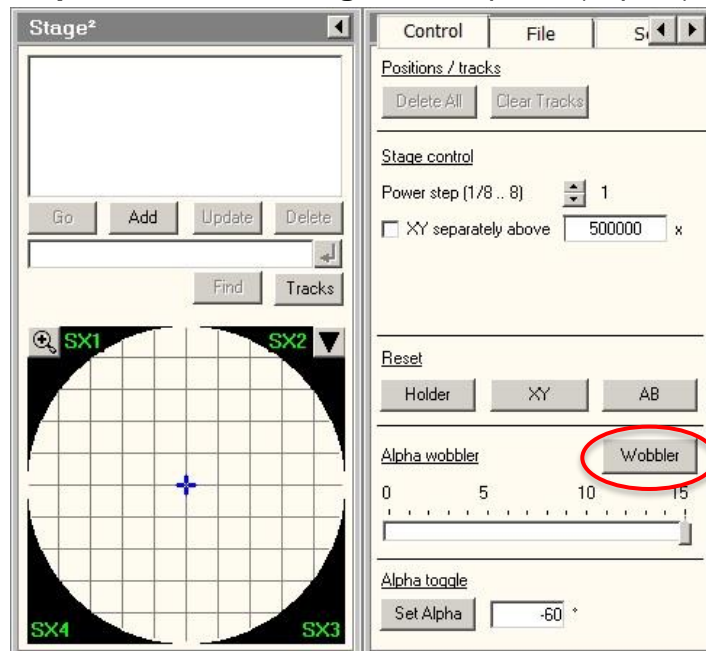 Stage²
Go Add Update Delete
Find Tracks
SX1 SX2
SX4 SX3
Control File
Positions / tracks
Delete All Clear Tracks
Stage control
Power step (1/8 .. 8) 1
XY separately above 500000 x
Reset
Holder XY AB
Alpha wobbler Wobbler
0 5 10 15
Alpha toggle
Set Alpha -60 °